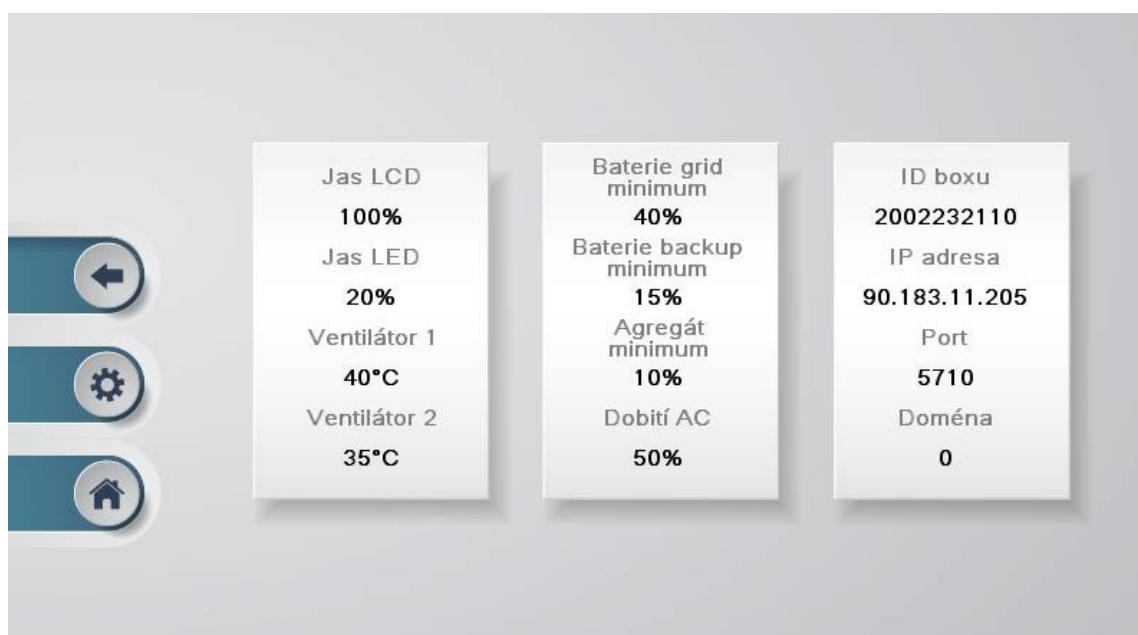 Jas LCD
100%
Jas LED
20%
Ventilátor 1
40°C
Ventilátor 2
35°C
Baterie grid
minimum
40%
Baterie backup
minimum
15%
Agregát
minimum
10%
Dobití AC
50%
ID boxu
2002232110
IP adresa
90.183.11.205
Port
5710
Doména
0